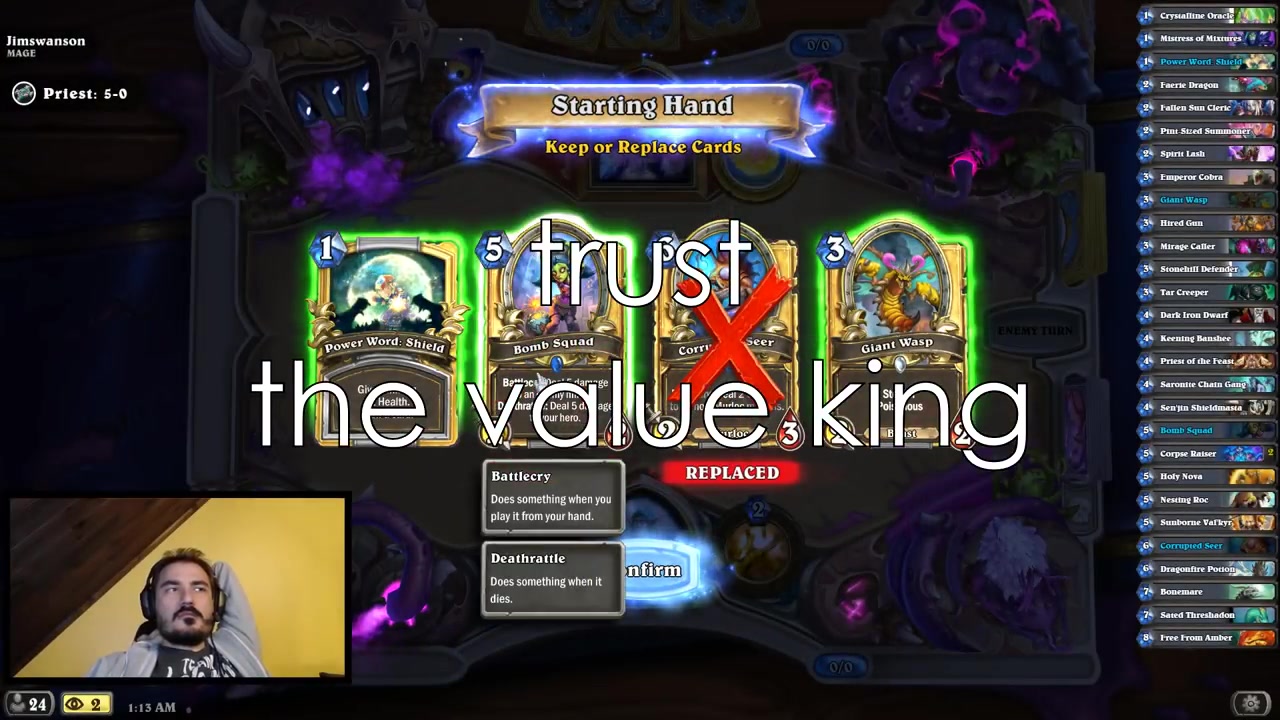 Jimswanson
MAGE
Priest: 5-0
0/0
Starting Hand
Keep or Replace Cards
trust
the value king
1
Power Word: Shield
Health.
5
Bomb Squad
3
Giant Wasp
2
REPLACED
Battlecry
Does something when you
play it from your hand.
Deathrattle
Does something when it
dies.
2
ENEMY TURN
0/0
24
2
1:13 AM
1 Crystalline Oracle
1 Mistress of Mixtures
1 Power Word: Shield
2 Faerie Dragon
2 Fallen Sun Cleric
2 Pint-Sized Summoner
2 Spirit Lash
3 Emperor Cobra
3 Giant Wasp
3 Hired Gun
3 Mirage Caller
3 Stonehill Defender
3 Tar Creeper
4 Dark Iron Dwarf
4 Keening Banshee
4 Priest of the Feast
4 Saronite Chain Gang
4 Sen'jin Shieldmasta
5 Bomb Squad
5 Corpse Raiser 2
5 Holy Nova
5 Nesting Roc
5 Sunborne Val'kyr
6 Corrupted Seer
6 Dragonfire Potion
7 Bonemare
7 Sated Threshadon
8 Free From Amber